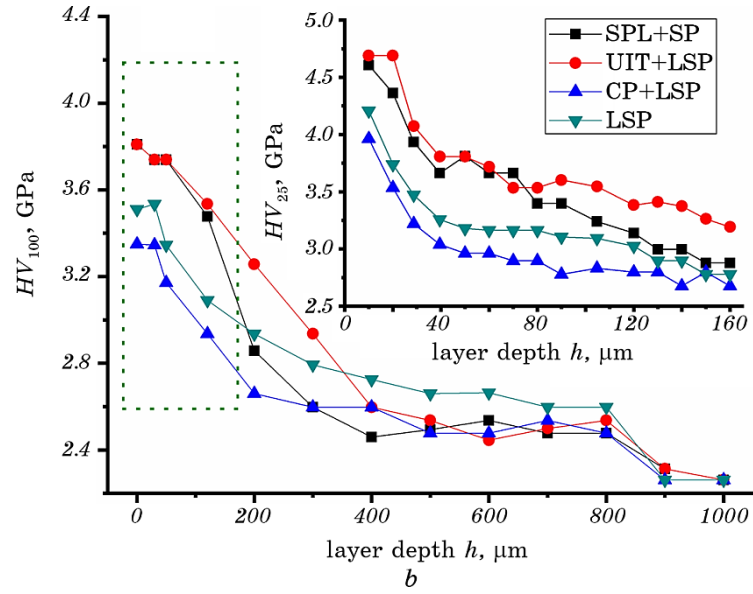 4.4
4.0
3.6
3.2
2.8
2.4
HV₁₀₀, GPa
0
200
400
600
800
1000
layer depth h, µm
5.0
4.5
4.0
3.5
3.0
2.5
HV₂₅, GPa
0
40
80
120
160
layer depth h, µm
SPL+SP
UIT+LSP
CP+LSP
LSP
b